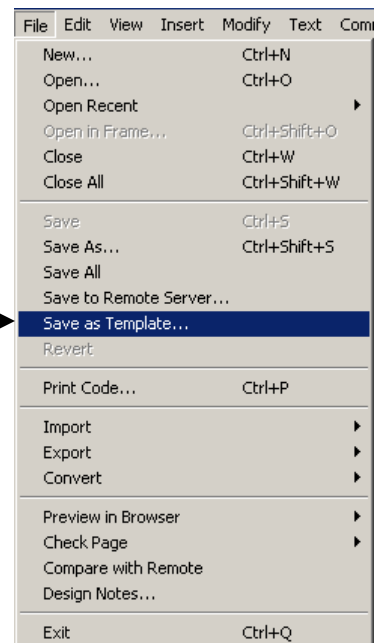 File Edit View Insert Modify Text Com
New... Ctrl+N
Open... Ctrl+O
Open Recent
Open in Frame... Ctrl+Shift+O
Close Ctrl+W
Close All Ctrl+Shift+W
Save Ctrl+S
Save As... Ctrl+Shift+S
Save All
Save to Remote Server...
Save as Template...
Revert
Print Code... Ctrl+P
Import
Export
Convert
Preview in Browser
Check Page
Compare with Remote
Design Notes...
Exit Ctrl+Q